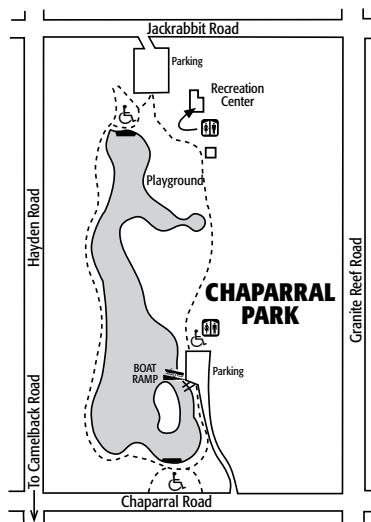 Jackrabbit Road
Parking
Recreation
Center
Playground
Hayden Road
Granite Reef Road
CHAPARRAL
PARK
BOAT
RAMP
Parking
To Camelback Road
Chaparral Road